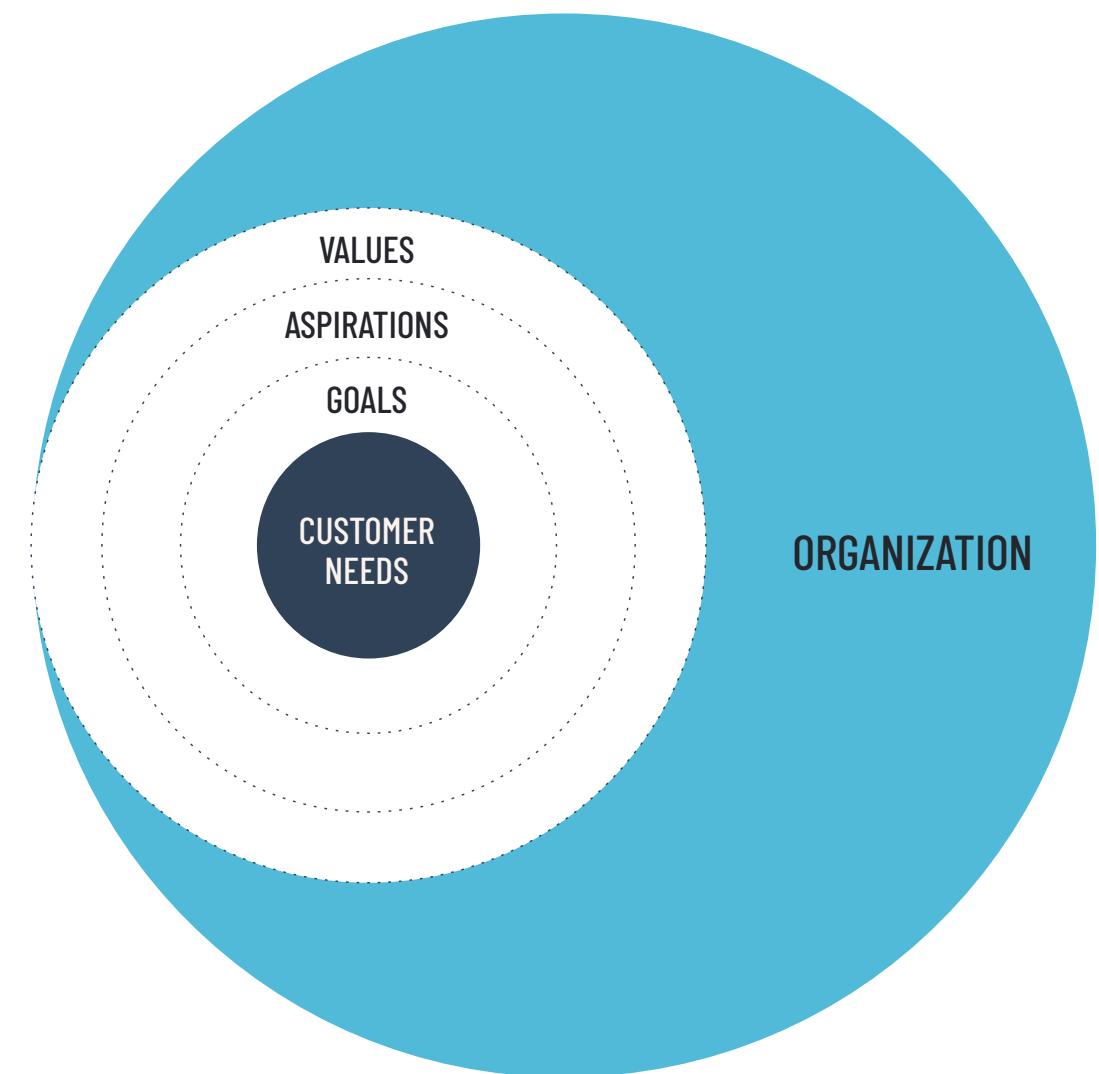 VALUES
ASPIRATIONS
GOALS
CUSTOMER
NEEDS
ORGANIZATION